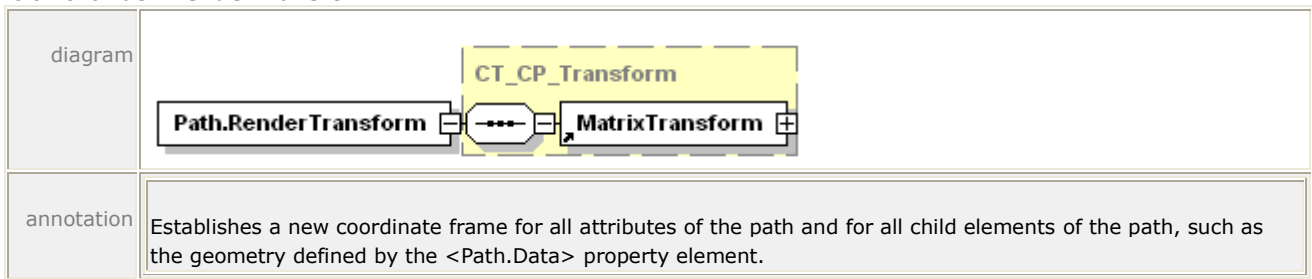 diagram
CT_CP_Transform
Path.RenderTransform
MatrixTransform
annotation
Establishes a new coordinate frame for all attributes of the path and for all child elements of the path, such as
the geometry defined by the <Path.Data> property element.